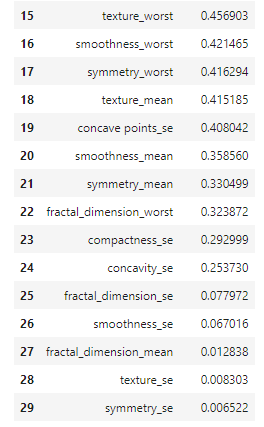 15 texture_worst 0.456903
16 smoothness_worst 0.421465
17 symmetry_worst 0.416294
18 texture_mean 0.415185
19 concave points_se 0.408042
20 smoothness_mean 0.358560
21 symmetry_mean 0.330499
22 fractal_dimension_worst 0.323872
23 compactness_se 0.292999
24 concavity_se 0.253730
25 fractal_dimension_se 0.077972
26 smoothness_se 0.067016
27 fractal_dimension_mean 0.012838
28 texture_se 0.008303
29 symmetry_se 0.006522